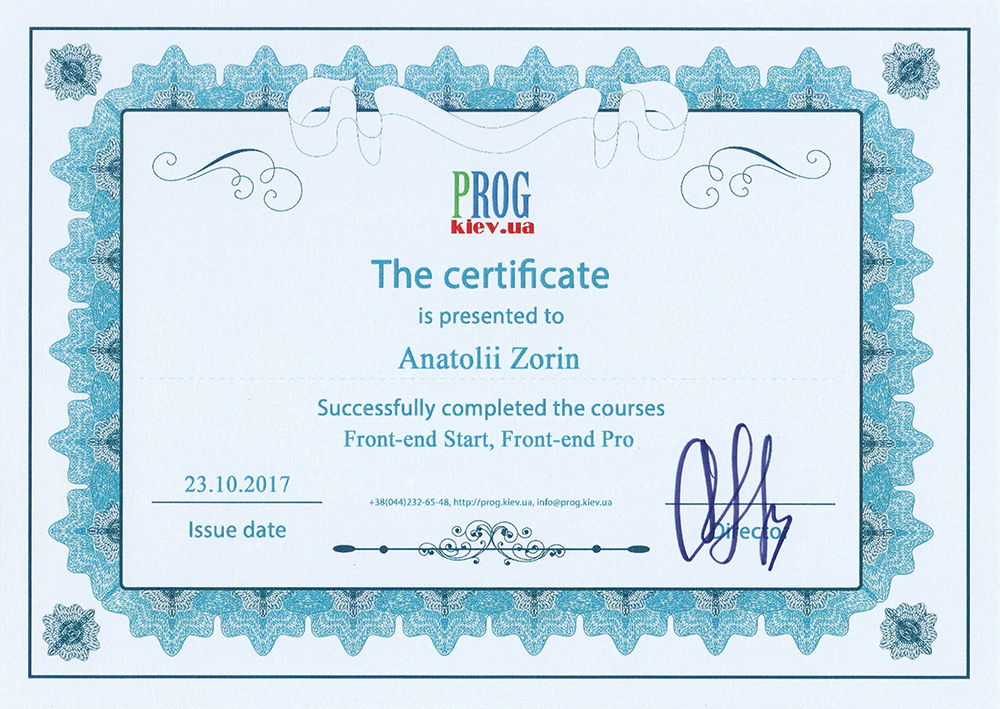 PROG
kiev.ua
The certificate
is presented to
Anatolii Zorin
Successfully completed the courses
Front-end Start, Front-end Pro
23.10.2017
Issue date
+38(044)232-65-48, http://prog.kiev.ua, info@prog.kiev.ua
Director